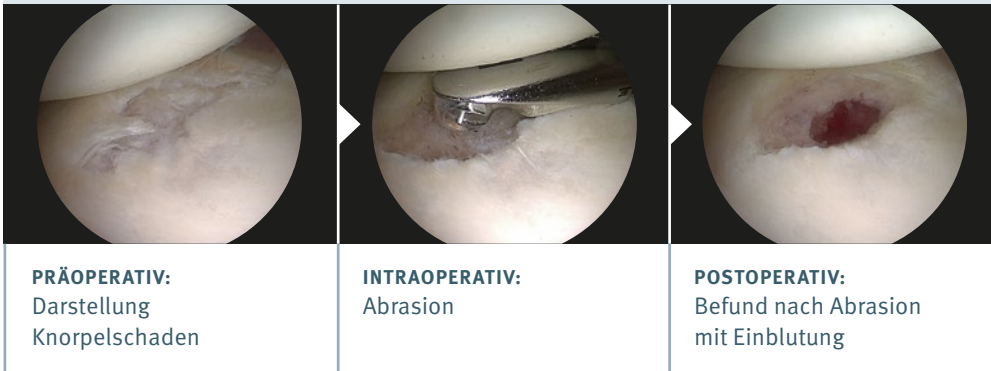 PRÄOPERATIV:
Darstellung
Knorpelschaden
INTRAOPERATIV:
Abrasion
POSTOPERATIV:
Befund nach Abrasion
mit Einblutung